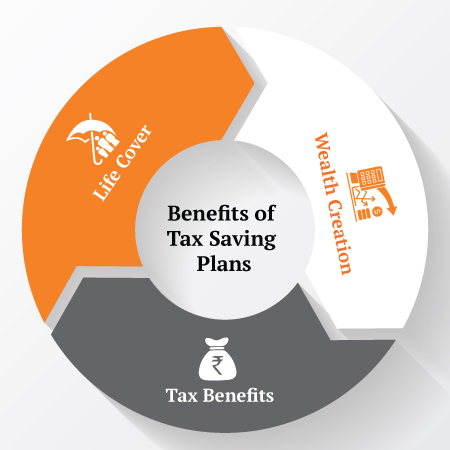 Life Cover
Wealth Creation
Benefits of
Tax Saving
Plans
₹
Tax Benefits